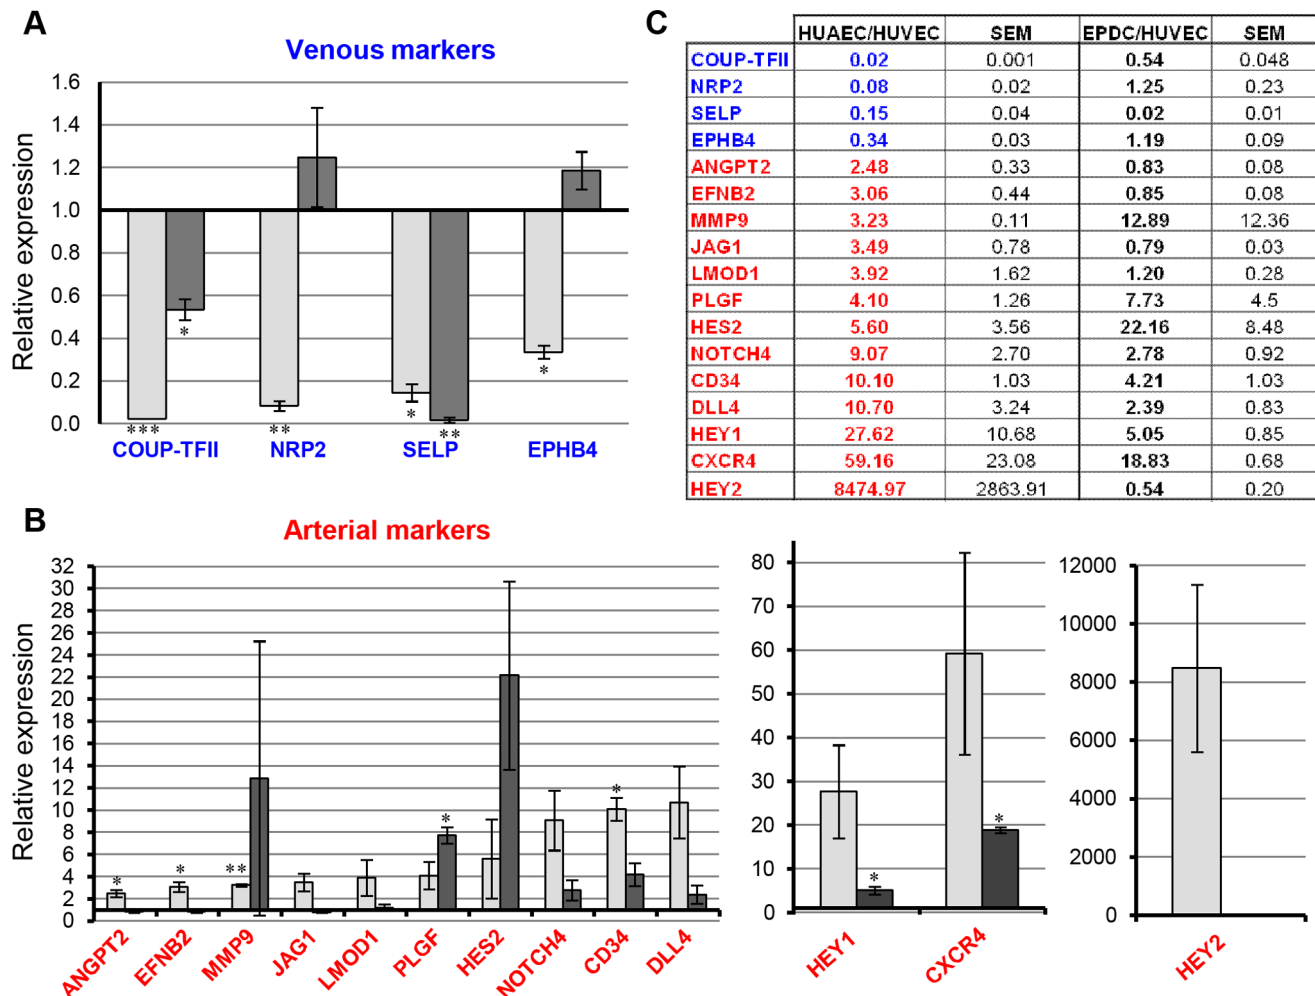 A
Venous markers
Relative expression
1.6
1.4
1.2
1.0
0.8
0.6
0.4
0.2
0.0
*
***
**
*
**
*
COUP-TFII NRP2 SELP EPHB4
C
HUAEC/HUVEC SEM EPDC/HUVEC SEM
COUP-TFII 0.02 0.001 0.54 0.048
NRP2 0.08 0.02 1.25 0.23
SELP 0.15 0.04 0.02 0.01
EPHB4 0.34 0.03 1.19 0.09
ANGPT2 2.48 0.33 0.83 0.08
EFNB2 3.06 0.44 0.85 0.08
MMP9 3.23 0.11 12.89 12.36
JAG1 3.49 0.78 0.79 0.03
LMOD1 3.92 1.62 1.20 0.28
PLGF 4.10 1.26 7.73 4.5
HES2 5.60 3.56 22.16 8.48
NOTCH4 9.07 2.70 2.78 0.92
CD34 10.10 1.03 4.21 1.03
DLL4 10.70 3.24 2.39 0.83
HEY1 27.62 10.68 5.05 0.85
CXCR4 59.16 23.08 18.83 0.68
HEY2 8474.97 2863.91 0.54 0.20
B
Arterial markers
Relative expression
32
30
28
26
24
22
20
18
16
14
12
10
8
6
4
2
0
*
*
**
*
*
ANGPT2 EFNB2 MMP9 JAG1 LMOD1 PLGF HES2 NOTCH4 CD34 DLL4
80
70
60
50
40
30
20
10
0
*
*
HEY1 CXCR4
12000
10000
8000
6000
4000
2000
0
HEY2